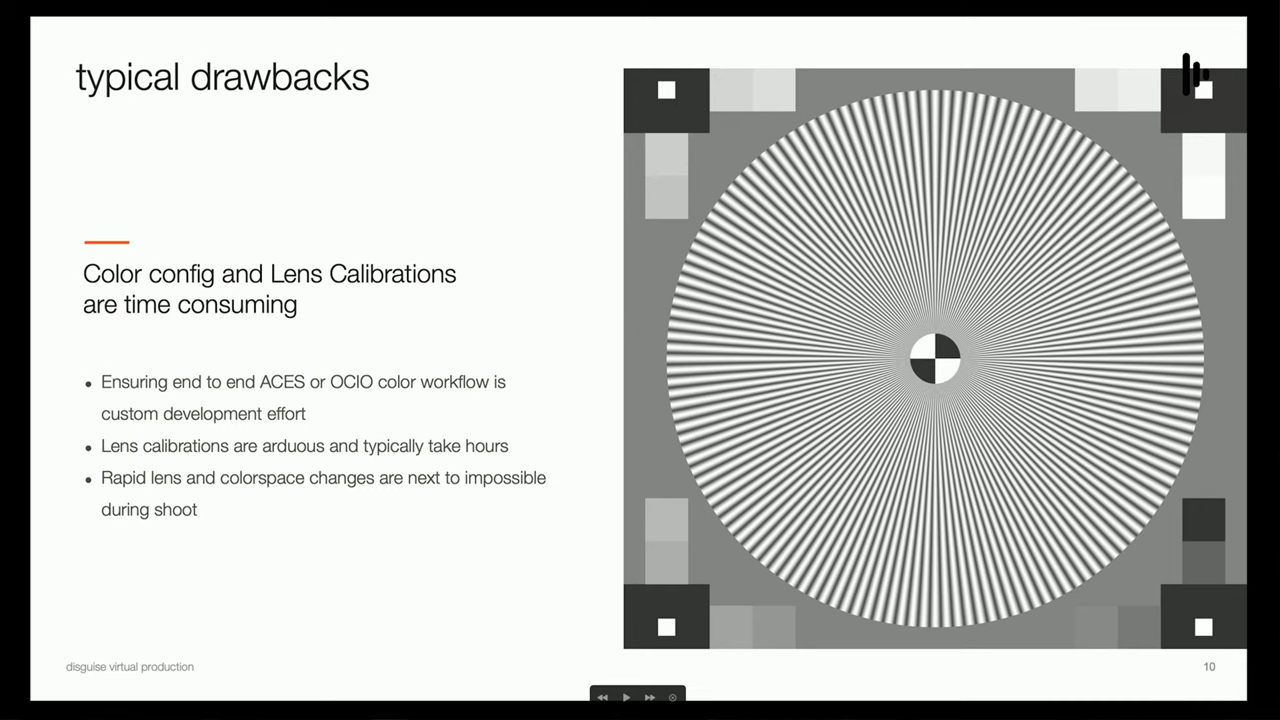 typical drawbacks
Color config and Lens Calibrations
are time consuming
• Ensuring end to end ACES or OCIO color workflow is
custom development effort
• Lens calibrations are arduous and typically take hours
• Rapid lens and colorspace changes are next to impossible
during shoot
disguise virtual production
10